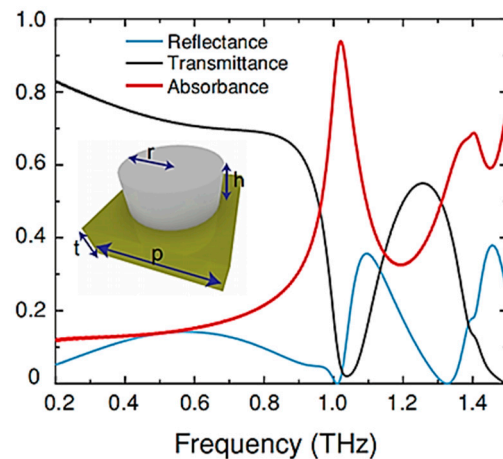 1.0
0.8
0.6
0.4
0.2
0
Reflectance
Transmittance
Absorbance
r
h
t
p
0.2 0.4 0.6 0.8 1.0 1.2 1.4
Frequency (THz)